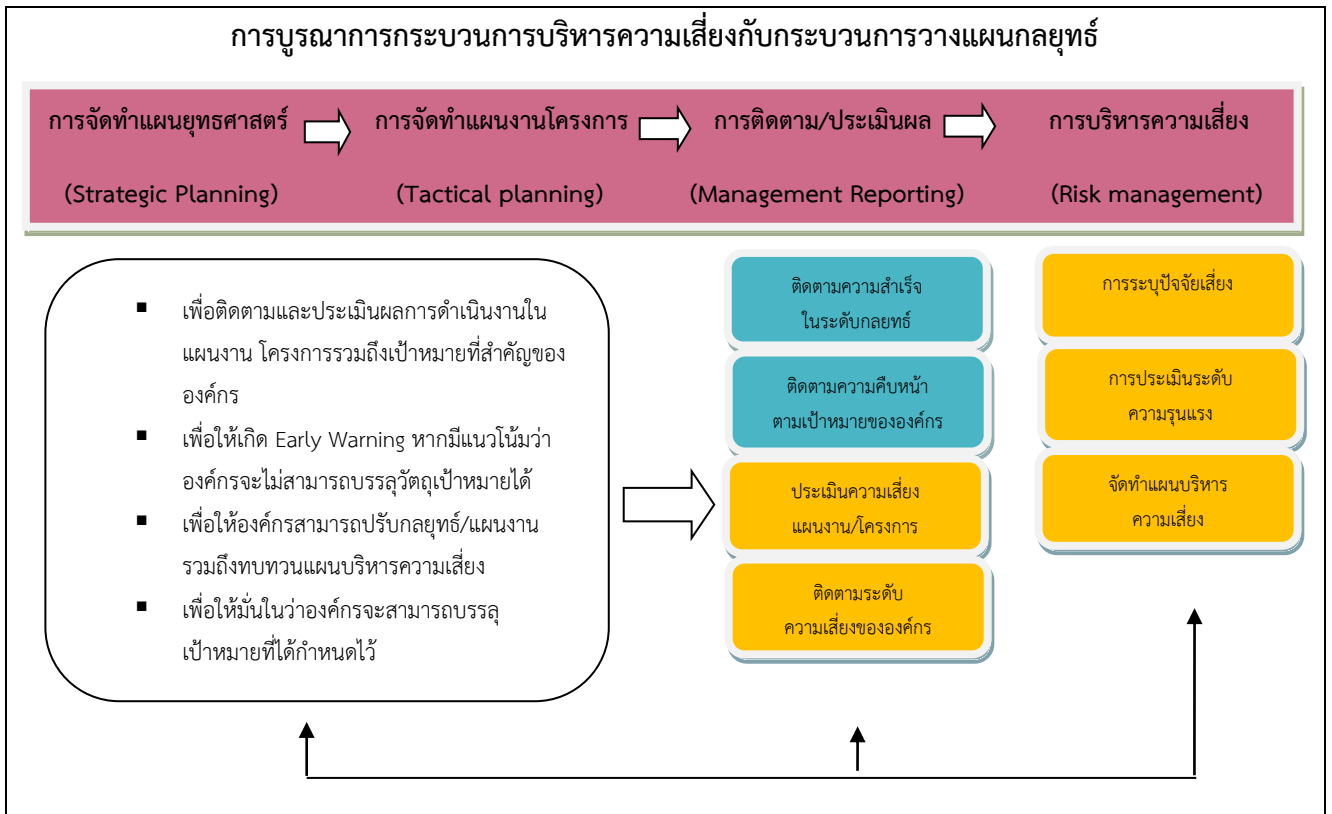 การบูรณาการกระบวนการบริหารความเสี่ยงกับกระบวนการวางแผนกลยุทธ์
การจัดทำแผนยุทธศาสตร์
(Strategic Planning)
การจัดทำแผนงานโครงการ
(Tactical planning)
การติดตาม/ประเมินผล
(Management Reporting)
การบริหารความเสี่ยง
(Risk management)
▪ เพื่อติดตามและประเมินผลการดำเนินงานใน
แผนงาน โครงการรวมถึงเป้าหมายที่สำคัญของ
องค์กร
▪ เพื่อให้เกิด Early Warning หากมีแนวโน้มว่า
องค์กรจะไม่สามารถบรรลุวัตถุเป้าหมายได้
▪ เพื่อให้องค์กรสามารถปรับกลยุทธ์/แผนงาน
รวมถึงทบทวนแผนบริหารความเสี่ยง
▪ เพื่อให้มั่นในว่าองค์กรจะสามารถบรรลุ
เป้าหมายที่ได้กำหนดไว้
ติดตามความสำเร็จ
ในระดับกลยทธ์
ติดตามความคืบหน้า
ตามเป้าหมายขององค์กร
ประเมินความเสี่ยง
แผนงาน/โครงการ
ติดตามระดับ
ความเสี่ยงขององค์กร
การระบุปัจจัยเสี่ยง
การประเมินระดับ
ความรุนแรง
จัดทำแผนบริหาร
ความเสี่ยง